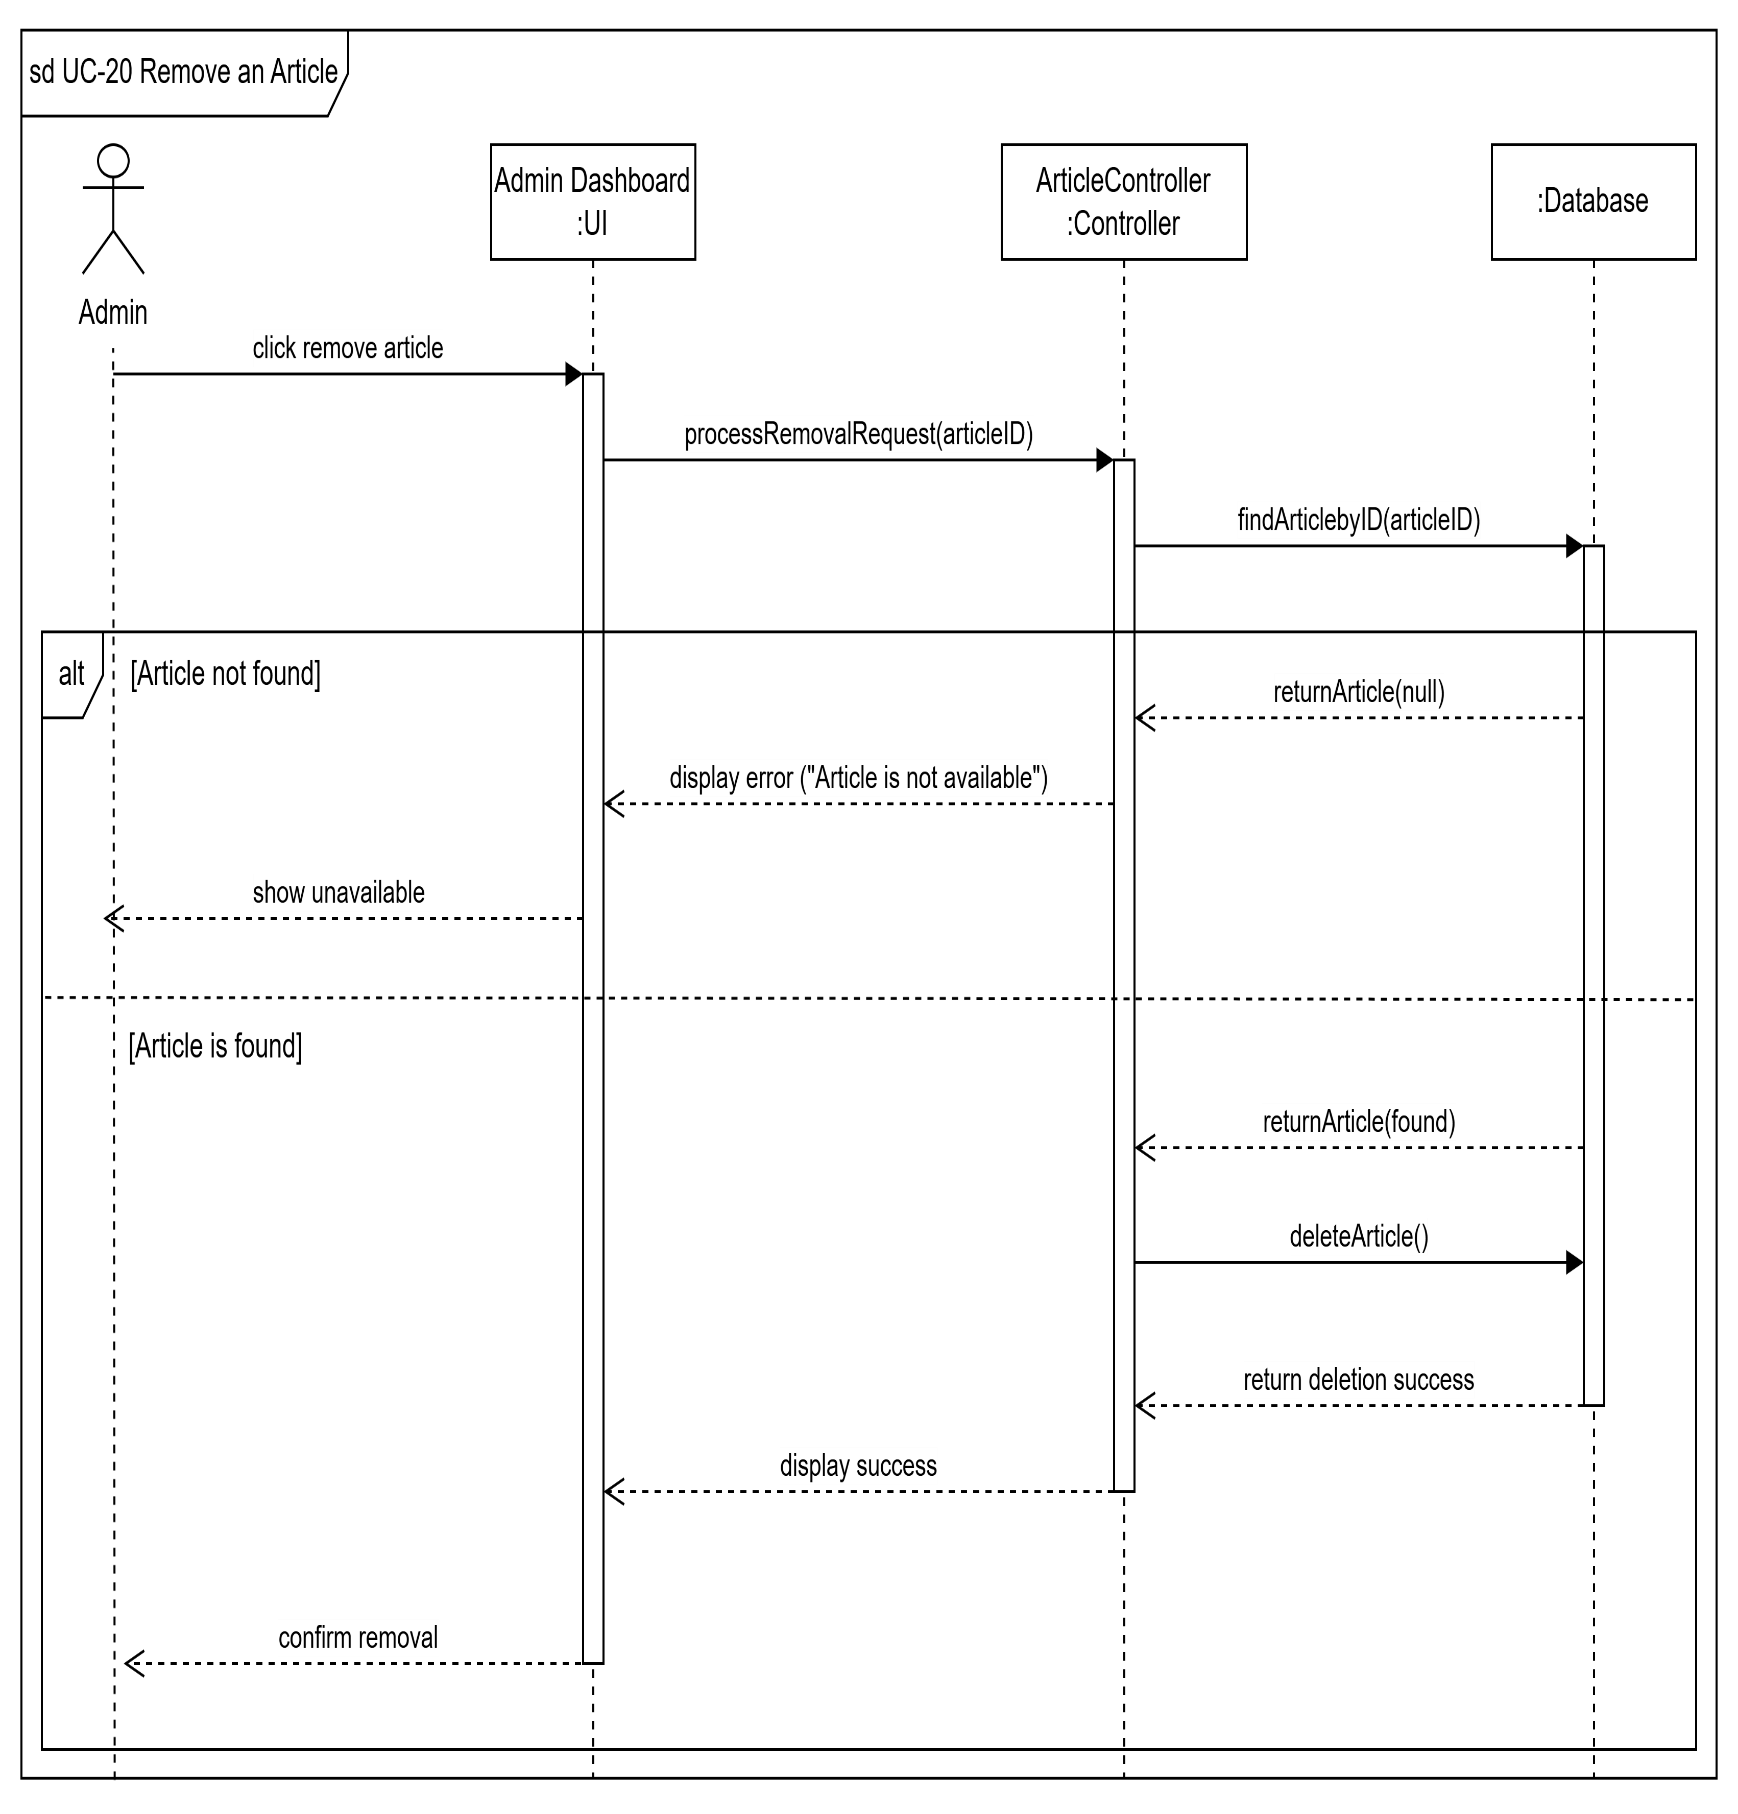 sd UC-20 Remove an Article
Admin Dashboard
:UI
ArticleController
:Controller
:Database
Admin
click remove article
processRemovalRequest(articleID)
findArticlebyID(articleID)
alt
[Article not found]
returnArticle(null)
display error ("Article is not available")
show unavailable
[Article is found]
returnArticle(found)
deleteArticle()
return deletion success
display success
confirm removal